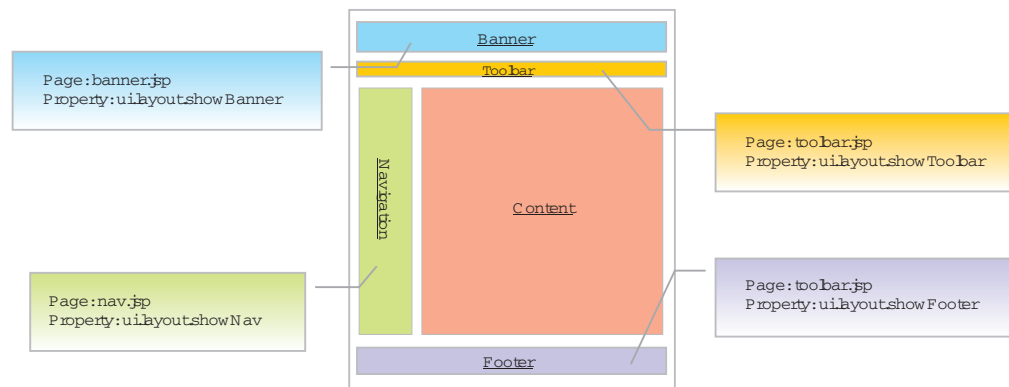 Banner
Toolbar
Page:banner.jsp
Property:ui.layout.showBanner
Page:toolbar.jsp
Property:ui.layout.showToolbar
Navigation
Content
Page:nav.jsp
Property:ui.layout.showNav
Page:toolbar.jsp
Property:ui.layout.showFooter
Footer